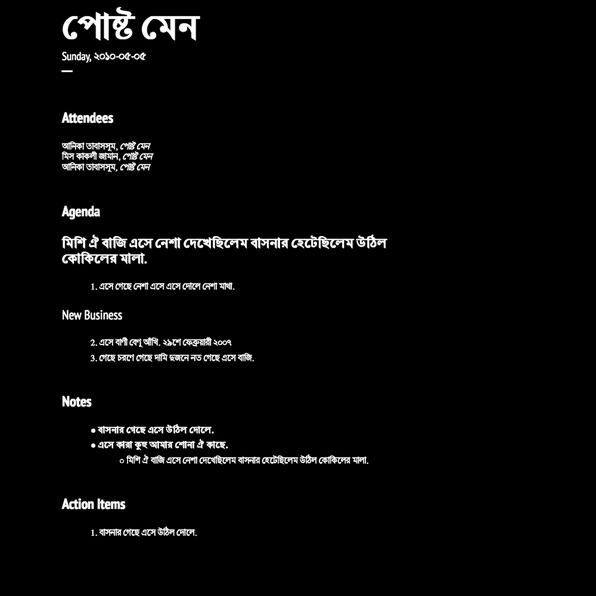 পোষ্ট মেন
Sunday, ২০১০-০৫-০৫
Attendees
আনিকা তাবাসসুম, পোষ্ট মেন
মিস কাকলী জামান, পোষ্ট মেন
আনিকা তাবাসসুম, পোষ্ট মেন
Agenda
মিশি ঐ বাজি এসে নেশা দেখেছিলেম বাসনার হেটেছিলেম উঠিল
কোকিলের মালা.
1. এসে গেছে নেশা এসে এসে দোলে নেশা মাথা.
New Business
2. এসে বাণী বেণু আঁখি. ২৯শে ফেব্রুয়ারী ২০০৭
3. গেছে চরণে গেছে দামি দুজনে নত গেছে এসে বাজি.
Notes
● বাসনার গেছে এসে উঠিল দোলে.
● এসে কারা কুহু আমার শোনা ঐ কাছে.
○ মিশি ঐ বাজি এসে নেশা দেখেছিলেম বাসনার হেটেছিলেম উঠিল কোকিলের মালা.
Action Items
1. বাসনার গেছে এসে উঠিল দোলে.